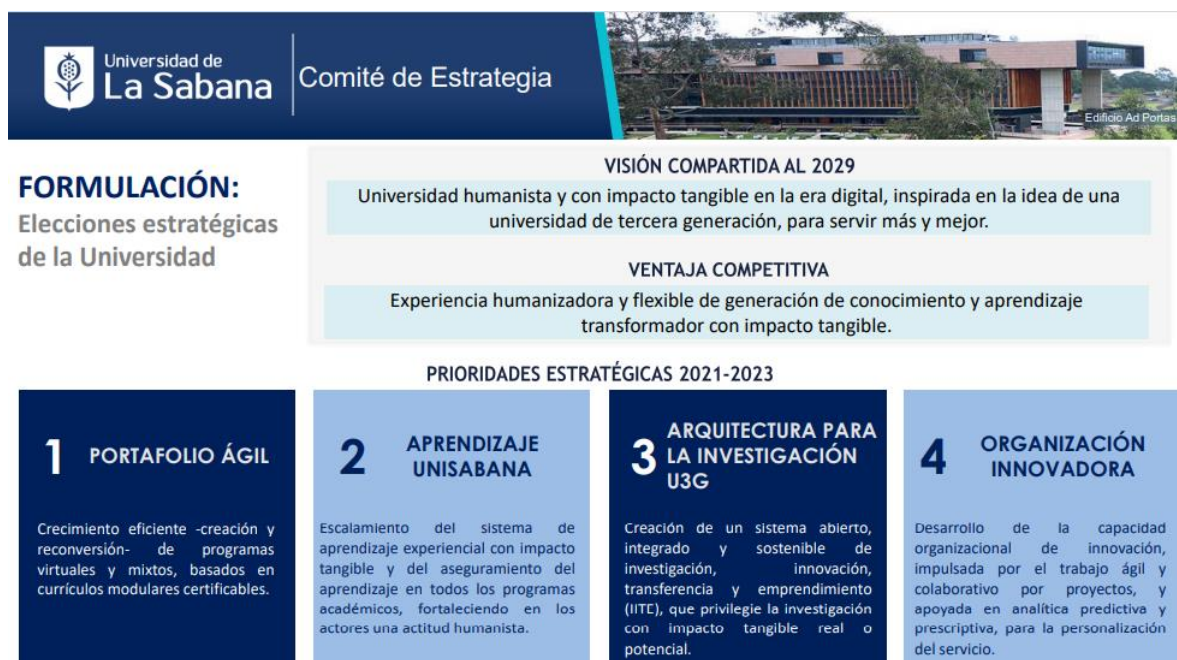 Universidad de
La Sabana
Comité de Estrategia
Edificio Ad Portas
FORMULACIÓN:
Elecciones estratégicas
de la Universidad
VISIÓN COMPARTIDA AL 2029
Universidad humanista y con impacto tangible en la era digital, inspirada en la idea de una
universidad de tercera generación, para servir más y mejor.
VENTAJA COMPETITIVA
Experiencia humanizadora y flexible de generación de conocimiento y aprendizaje
transformador con impacto tangible.
PRIORIDADES ESTRATÉGICAS 2021-2023
1 PORTAFOLIO ÁGIL
Crecimiento eficiente -creación y
reconversión- de programas
virtuales y mixtos, basados en
currículos modulares certificables.
2 APRENDIZAJE
UNISABANA
Escalamiento del sistema de
aprendizaje experiencial con impacto
tangible y del aseguramiento del
aprendizaje en todos los programas
académicos, fortaleciendo en los
actores una actitud humanista.
3 ARQUITECTURA PARA
LA INVESTIGACIÓN
U3G
Creación de un sistema abierto,
integrado y sostenible de
investigación, innovación,
transferencia y emprendimiento
(IITE), que privilegie la investigación
con impacto tangible real o
potencial.
4 ORGANIZACIÓN
INNOVADORA
Desarrollo de la capacidad
organizacional de innovación,
impulsada por el trabajo ágil y
colaborativo por proyectos, y
apoyada en analítica predictiva y
prescriptiva, para la personalización
del servicio.